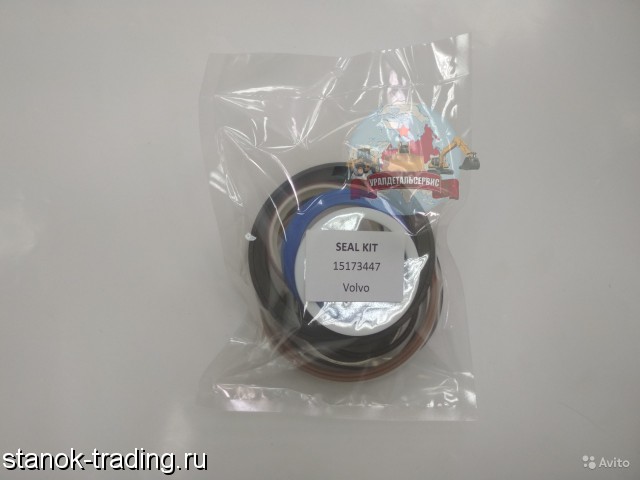 УРАЛДЕТАЛЬСЕРВИС
SEAL KIT
15173447
Volvo
stanok-trading.ru
Avito